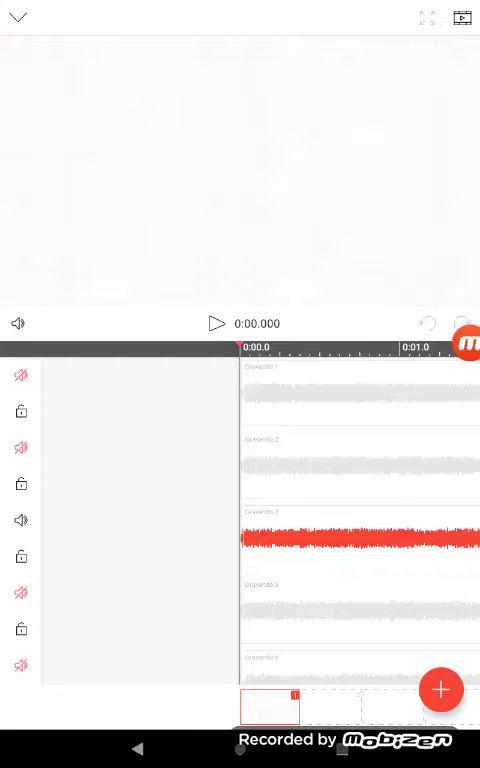 0:00.000
0:00.0
0:01.0
Gravando 1
Gravando 2
Gravando 3
Gravando 5
Gravando 6
1
2
Recorded by MOBIZEN